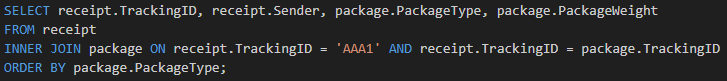 SELECT receipt.TrackingID, receipt.Sender, package.PackageType, package.PackageWeight
FROM receipt
INNER JOIN package ON receipt.TrackingID = 'AAA1' AND receipt.TrackingID = package.TrackingID
ORDER BY package.PackageType;